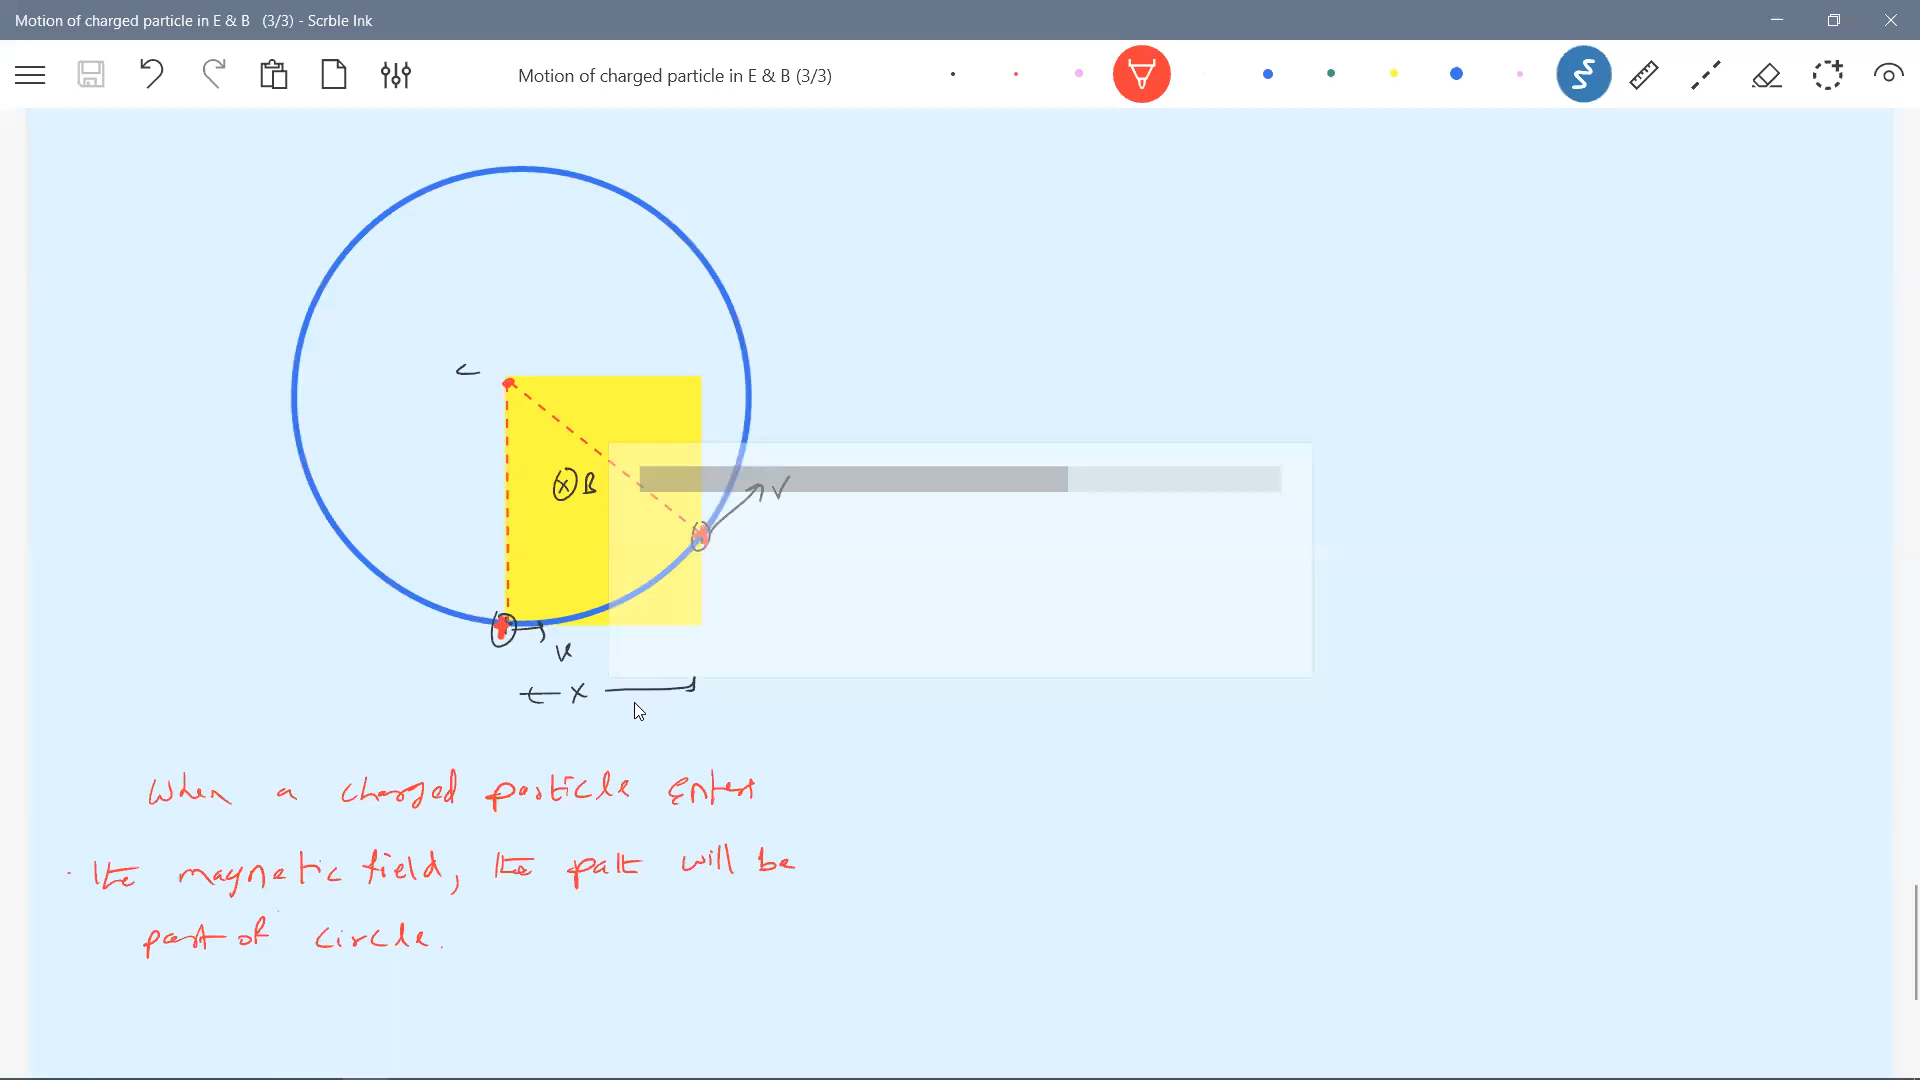 Motion of charged particle in E & B (3/3) - Scrble Ink
Motion of charged particle in E & B (3/3)
C
ⓧ B
V
V
x
When a charged particle enters
the magnetic field, the path will be
part of circle.